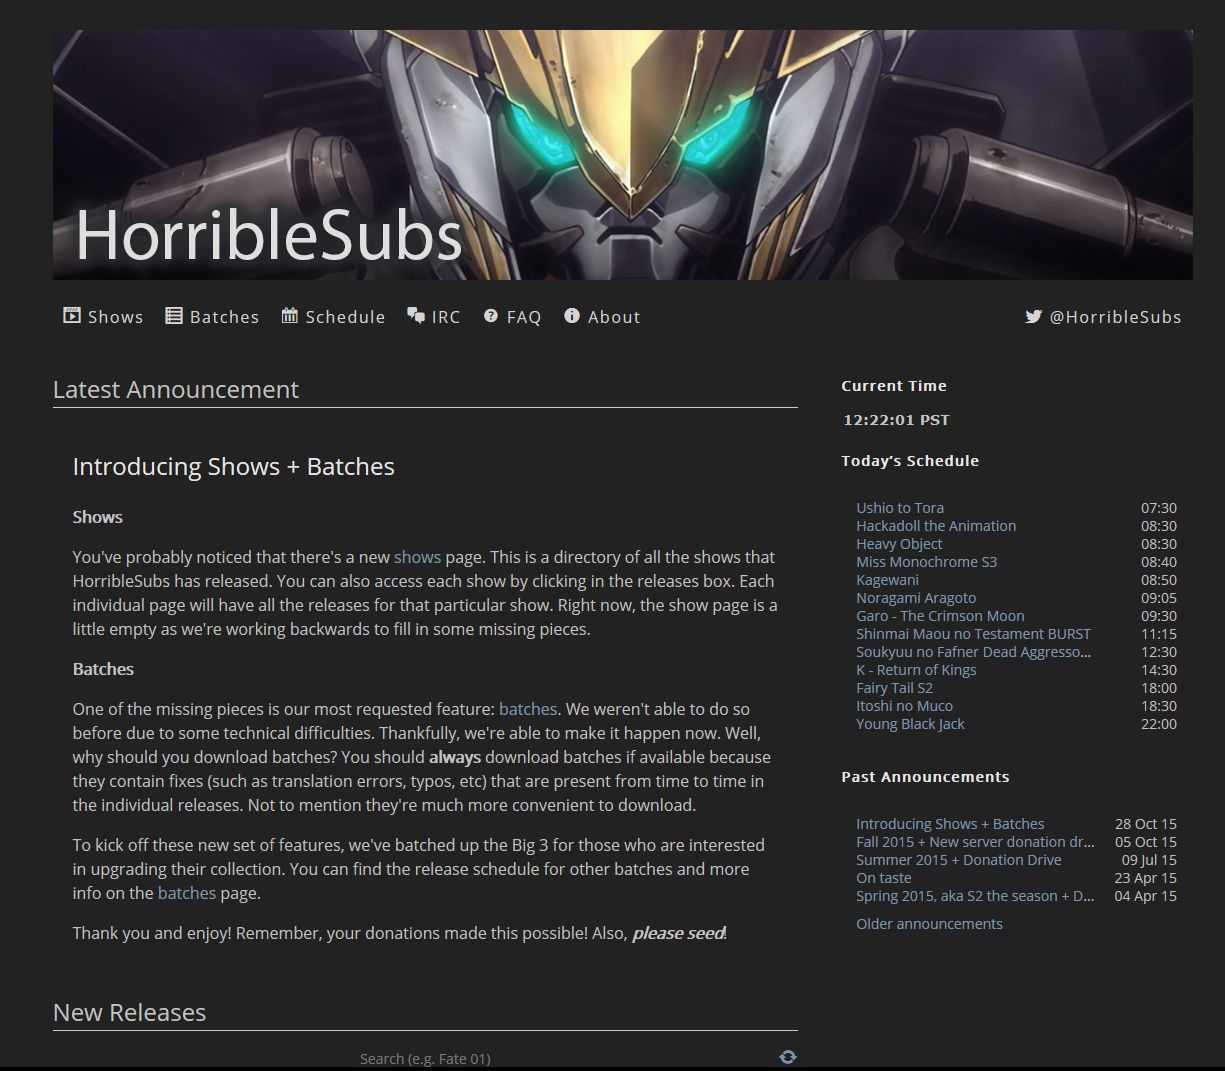 HorribleSubs
Shows Batches Schedule IRC FAQ About @HorribleSubs
Latest Announcement
Introducing Shows + Batches
Shows
You've probably noticed that there's a new shows page. This is a directory of all the shows that
HorribleSubs has released. You can also access each show by clicking in the releases box. Each
individual page will have all the releases for that particular show. Right now, the show page is a
little empty as we're working backwards to fill in some missing pieces.
Batches
One of the missing pieces is our most requested feature: batches. We weren't able to do so
before due to some technical difficulties. Thankfully, we're able to make it happen now. Well,
why should you download batches? You should always download batches if available because
they contain fixes (such as translation errors, typos, etc) that are present from time to time in
the individual releases. Not to mention they're much more convenient to download.
To kick off these new set of features, we've batched up the Big 3 for those who are interested
in upgrading their collection. You can find the release schedule for other batches and more
info on the batches page.
Thank you and enjoy! Remember, your donations made this possible! Also, please seed!
New Releases
Search (e.g. Fate 01)
Current Time
12:22:01 PST
Today’s Schedule
Ushio to Tora 07:30
Hackadoll the Animation 08:30
Heavy Object 08:30
Miss Monochrome S3 08:40
Kagewani 08:50
Noragami Aragoto 09:05
Garo - The Crimson Moon 09:30
Shinmai Maou no Testament BURST 11:15
Soukyuu no Fafner Dead Aggresso... 12:30
K - Return of Kings 14:30
Fairy Tail S2 18:00
Itoshi no Muco 18:30
Young Black Jack 22:00
Past Announcements
Introducing Shows + Batches 28 Oct 15
Fall 2015 + New server donation dr... 05 Oct 15
Summer 2015 + Donation Drive 09 Jul 15
On taste 23 Apr 15
Spring 2015, aka S2 the season + D... 04 Apr 15
Older announcements